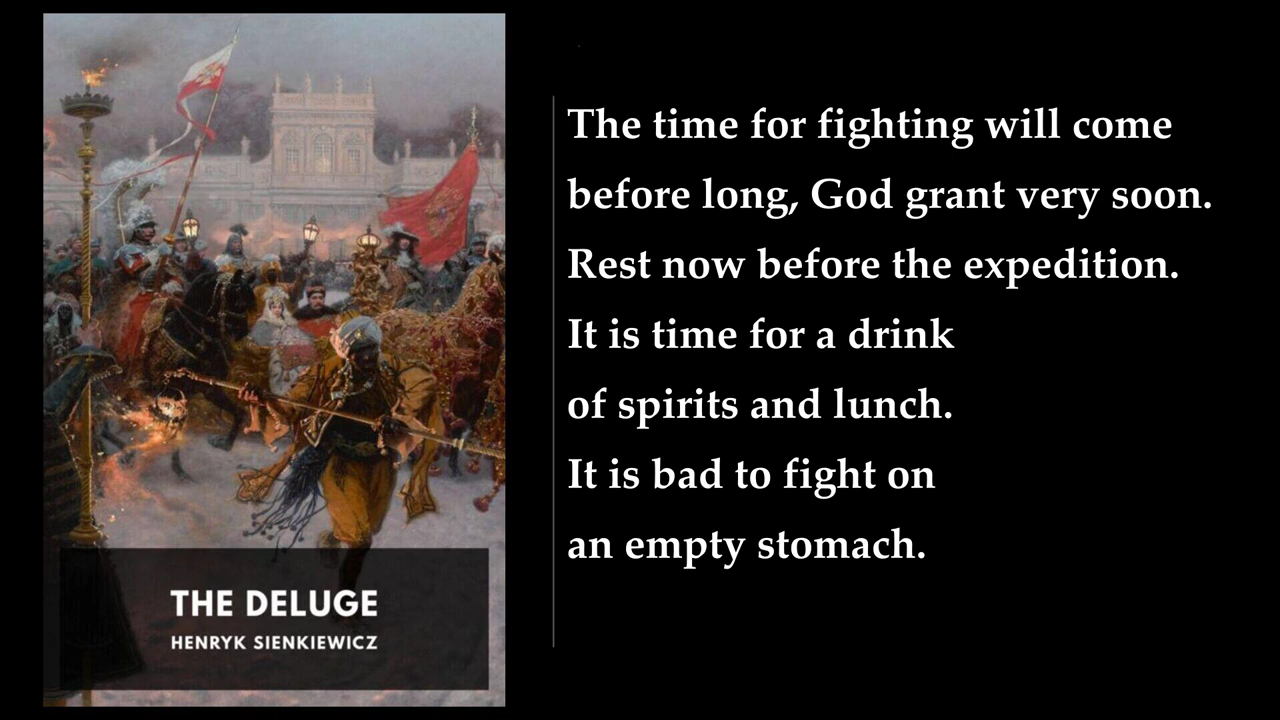 THE DELUGE
HENRYK SIENKIEWICZ
The time for fighting will come
before long, God grant very soon.
Rest now before the expedition.
It is time for a drink
of spirits and lunch.
It is bad to fight on
an empty stomach.